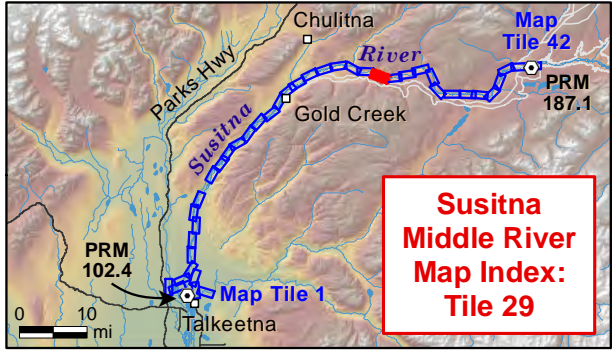 Chulitna
Map
Tile 42
River
Parks Hwy
PRM
187.1
Gold Creek
Susitna
Susitna
Middle River
Map Index:
Tile 29
PRM
102.4
Map Tile 1
0 10
mi
Talkeetna